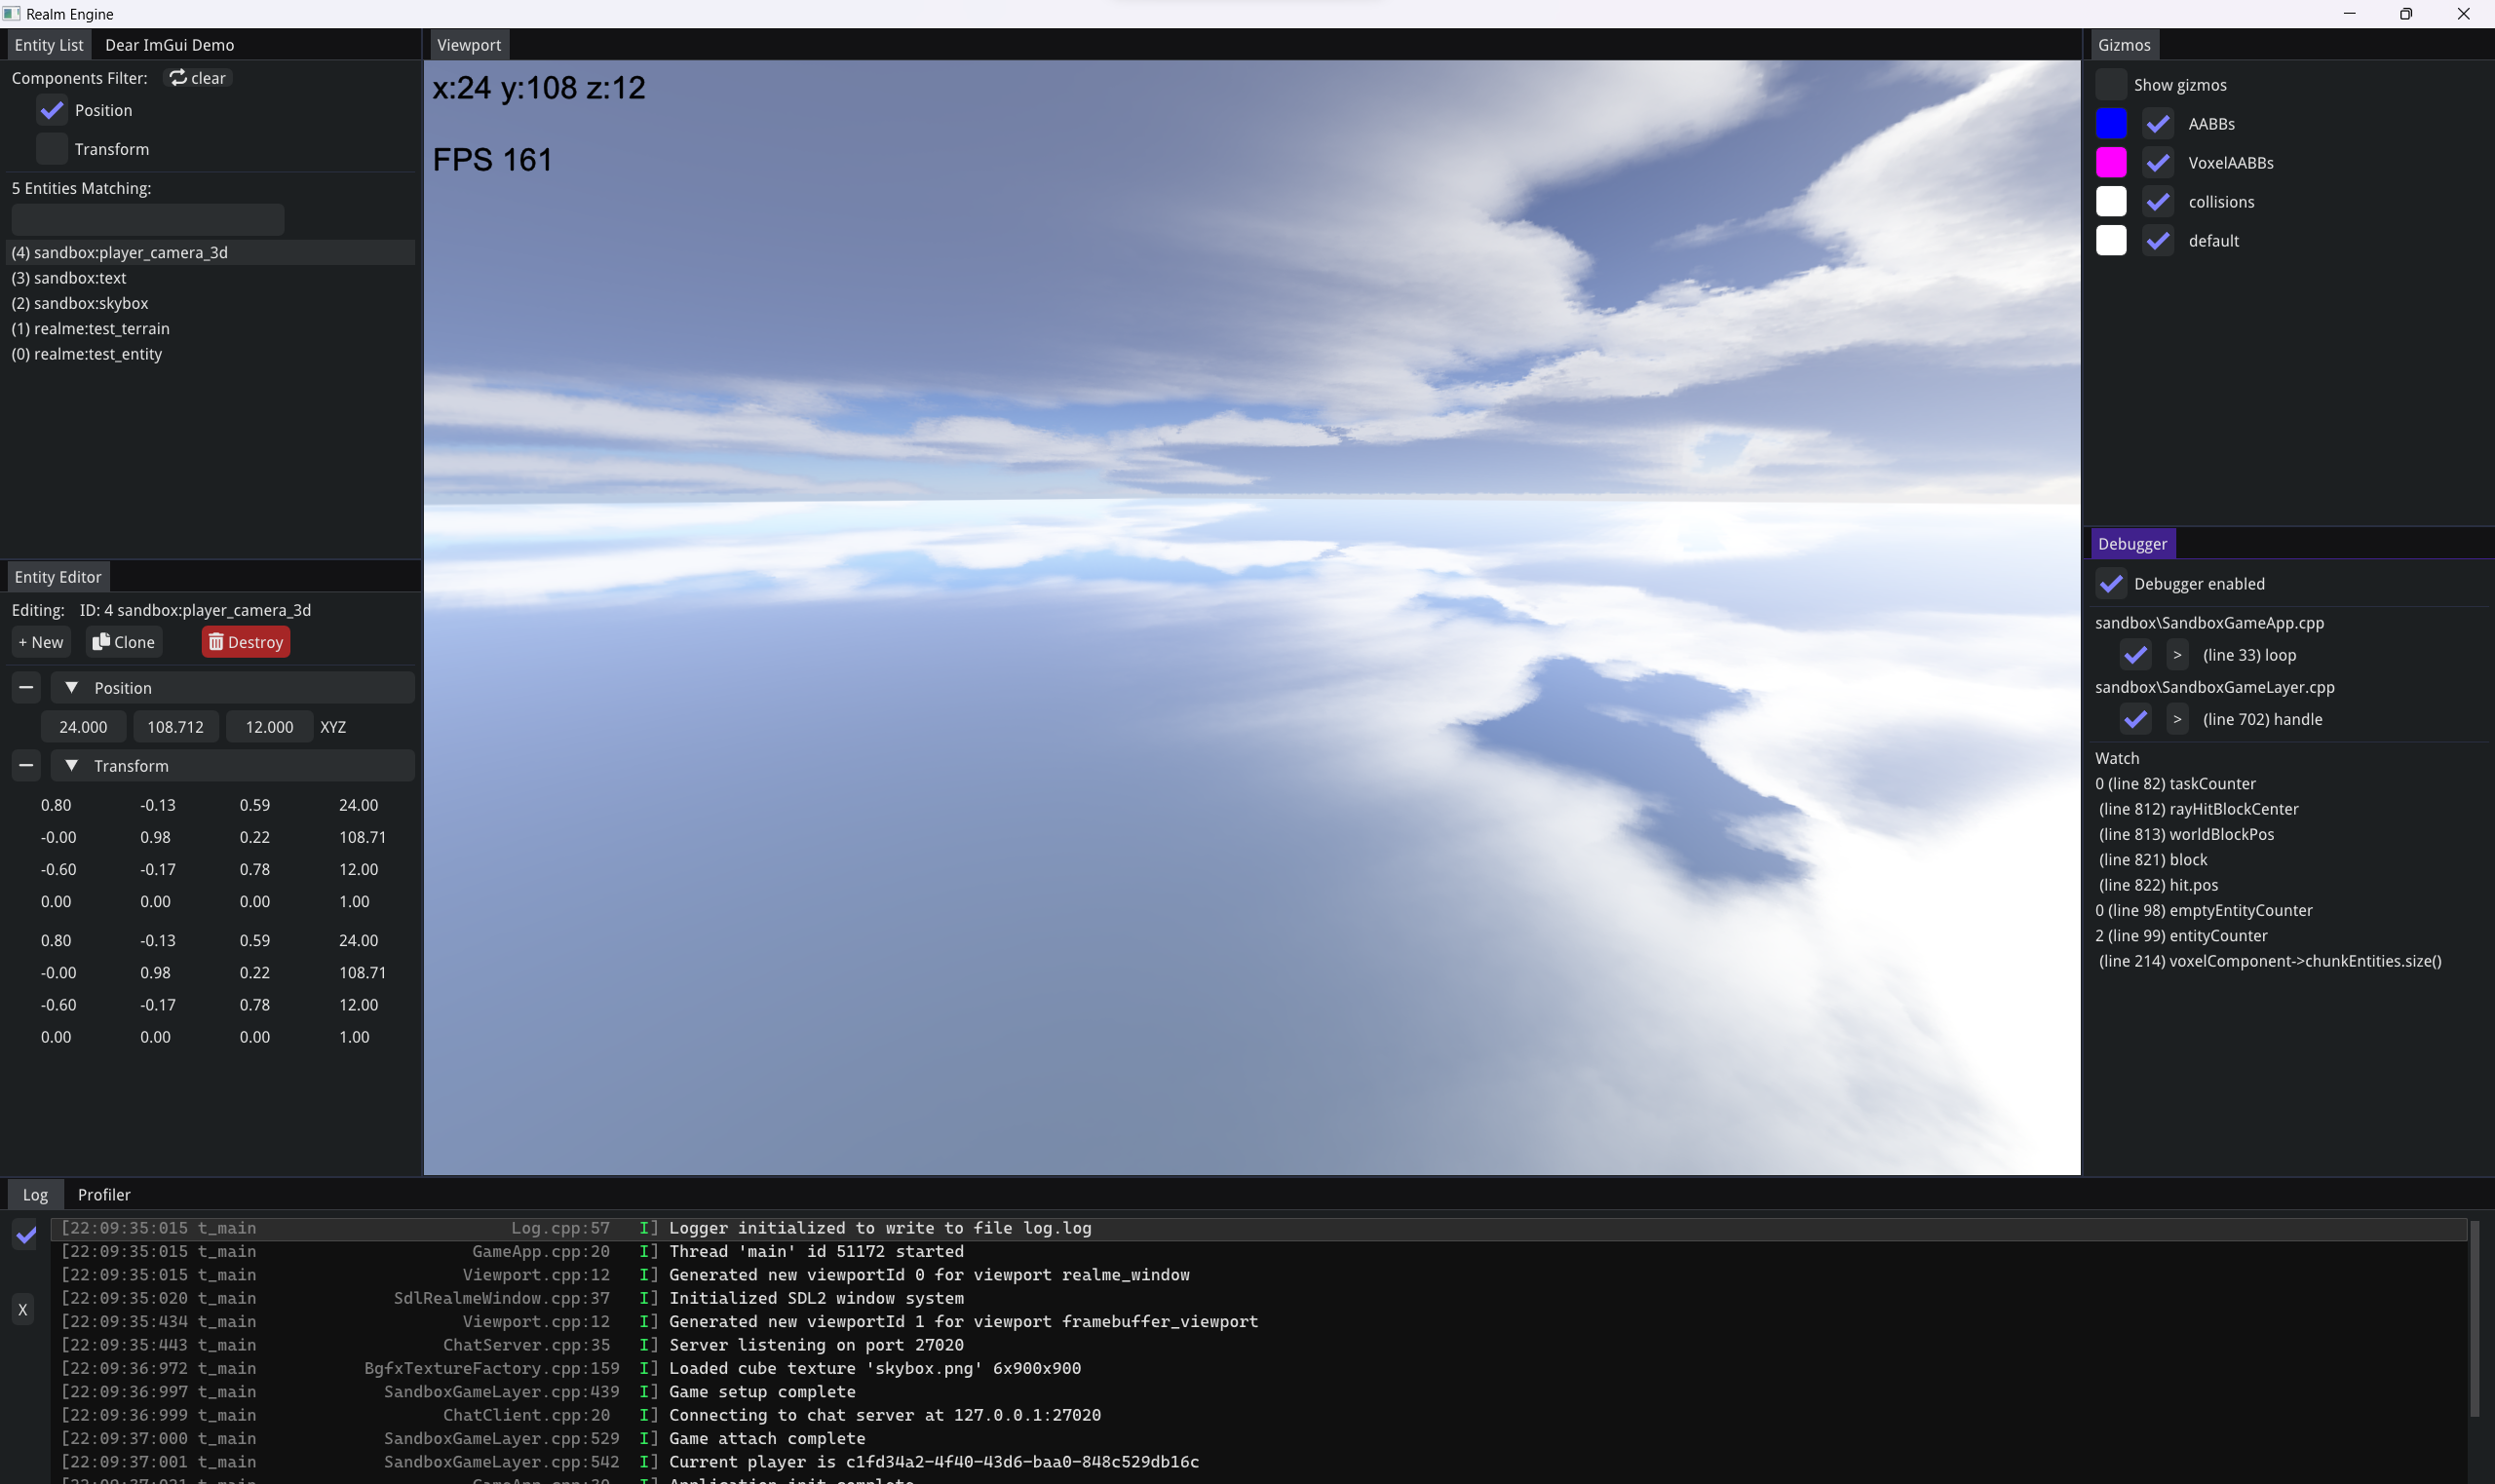 Realm Engine
Entity List Dear ImGui Demo
Components Filter: clear
Position
Transform
5 Entities Matching:
(4) sandbox:player_camera_3d
(3) sandbox:text
(2) sandbox:skybox
(1) realme:test_terrain
(0) realme:test_entity
Entity Editor
Editing: ID: 4 sandbox:player_camera_3d
+ New Clone Destroy
Position
24.000 108.712 12.000 XYZ
Transform
0.80 -0.13 0.59 24.00
-0.00 0.98 0.22 108.71
-0.60 -0.17 0.78 12.00
0.00 0.00 0.00 1.00
0.80 -0.13 0.59 24.00
-0.00 0.98 0.22 108.71
-0.60 -0.17 0.78 12.00
0.00 0.00 0.00 1.00
Viewport
x:24 y:108 z:12
FPS 161
Gizmos
Show gizmos
AABBs
VoxelAABBs
collisions
default
Debugger
Debugger enabled
sandbox\SandboxGameApp.cpp
> (line 33) loop
sandbox\SandboxGameLayer.cpp
> (line 702) handle
Watch
0 (line 82) taskCounter
(line 812) rayHitBlockCenter
(line 813) worldBlockPos
(line 821) block
(line 822) hit.pos
0 (line 98) emptyEntityCounter
2 (line 99) entityCounter
(line 214) voxelComponent->chunkEntities.size()
Log Profiler
X
[22:09:35:015 t_main Log.cpp:57 I] Logger initialized to write to file log.log
[22:09:35:015 t_main GameApp.cpp:20 I] Thread 'main' id 51172 started
[22:09:35:015 t_main Viewport.cpp:12 I] Generated new viewportId 0 for viewport realme_window
[22:09:35:020 t_main SdlRealmeWindow.cpp:37 I] Initialized SDL2 window system
[22:09:35:434 t_main Viewport.cpp:12 I] Generated new viewportId 1 for viewport framebuffer_viewport
[22:09:35:443 t_main ChatServer.cpp:35 I] Server listening on port 27020
[22:09:36:972 t_main BgfxTextureFactory.cpp:159 I] Loaded cube texture 'skybox.png' 6x900x900
[22:09:36:997 t_main SandboxGameLayer.cpp:439 I] Game setup complete
[22:09:36:999 t_main ChatClient.cpp:20 I] Connecting to chat server at 127.0.0.1:27020
[22:09:37:000 t_main SandboxGameLayer.cpp:529 I] Game attach complete
[22:09:37:001 t_main SandboxGameLayer.cpp:542 I] Current player is c1fd34a2-4f40-43d6-baa0-848c529db16c